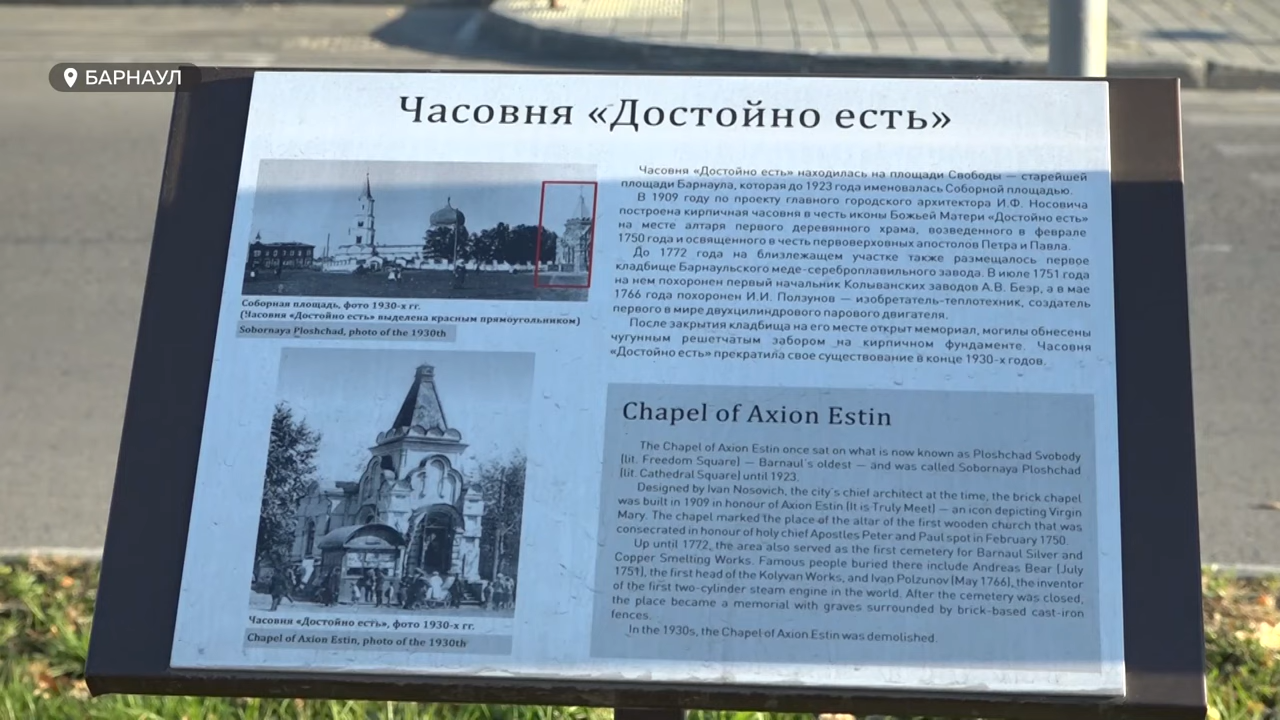 БАРНАУЛ
Часовня «Достойно есть»
Соборная площадь, фото 1930-х гг.
(Часовня «Достойно есть» выделена красным прямоугольником)
Sobornaya Ploshchad, photo of the 1930th
Часовня «Достойно есть», фото 1930-х гг.
Chapel of Axion Estin, photo of the 1930th
Часовня «Достойно есть» находилась на площади Свободы — старейшей
площади Барнаула, которая до 1923 года именовалась Соборной площадью.
В 1909 году по проекту главного городского архитектора И.Ф. Носовича
построена кирпичная часовня в честь иконы Божьей Матери «Достойно есть»
на месте алтаря первого деревянного храма, возведенного в феврале
1750 года и освященного в честь первоверховных апостолов Петра и Павла.
До 1772 года на близлежащем участке также размещалось первое
кладбище Барнаульского меде-сереброплавильного завода. В июле 1751 года
на нем похоронен первый начальник Колыванских заводов А.В. Беэр, а в мае
1766 года похоронен И.И. Ползунов — изобретатель-теплотехник, создатель
первого в мире двухцилиндрового парового двигателя.
После закрытия кладбища на его месте открыт мемориал, могилы обнесены
чугунным решетчатым забором на кирпичном фундаменте. Часовня
«Достойно есть» прекратила свое существование в конце 1930-х годов.
Chapel of Axion Estin
The Chapel of Axion Estin once sat on what is now known as Ploshchad Svobody
(lit. Freedom Square) — Barnaul's oldest — and was called Sobornaya Ploshchad
(lit. Cathedral Square) until 1923.
Designed by Ivan Nosovich, the city's chief architect at the time, the brick chapel
was built in 1909 in honour of Axion Estin (It is Truly Meet) — an icon depicting Virgin
Mary. The chapel marked the place of the altar of the first wooden church that was
consecrated in honour of holy chief Apostles Peter and Paul spot in February 1750.
Up until 1772, the area also served as the first cemetery for Barnaul Silver and
Copper Smelting Works. Famous people buried there include Andreas Bear (July
1751), the first head of the Kolyvan Works, and Ivan Polzunov (May 1766), the inventor
of the first two-cylinder steam engine in the world. After the cemetery was closed,
the place became a memorial with graves surrounded by brick-based cast-iron
fences.
In the 1930s, the Chapel of Axion Estin was demolished.